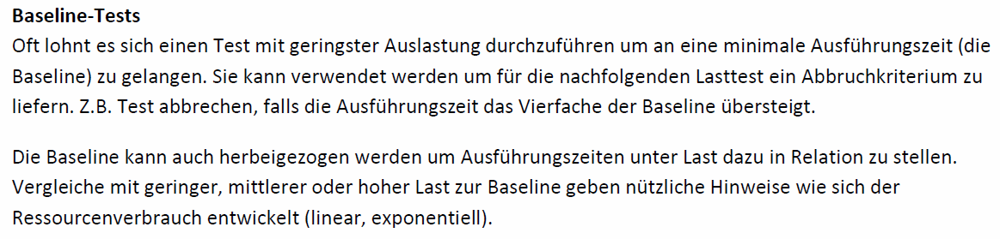 Baseline-Tests
Oft lohnt es sich einen Test mit geringster Auslastung durchzuführen um an eine minimale Ausführungszeit (die
Baseline) zu gelangen. Sie kann verwendet werden um für die nachfolgenden Lasttest ein Abbruchkriterium zu
liefern. Z.B. Test abbrechen, falls die Ausführungszeit das Vierfache der Baseline übersteigt.
Die Baseline kann auch herbeigezogen werden um Ausführungszeiten unter Last dazu in Relation zu stellen.
Vergleiche mit geringer, mittlerer oder hoher Last zur Baseline geben nützliche Hinweise wie sich der
Ressourcenverbrauch entwickelt (linear, exponentiell).